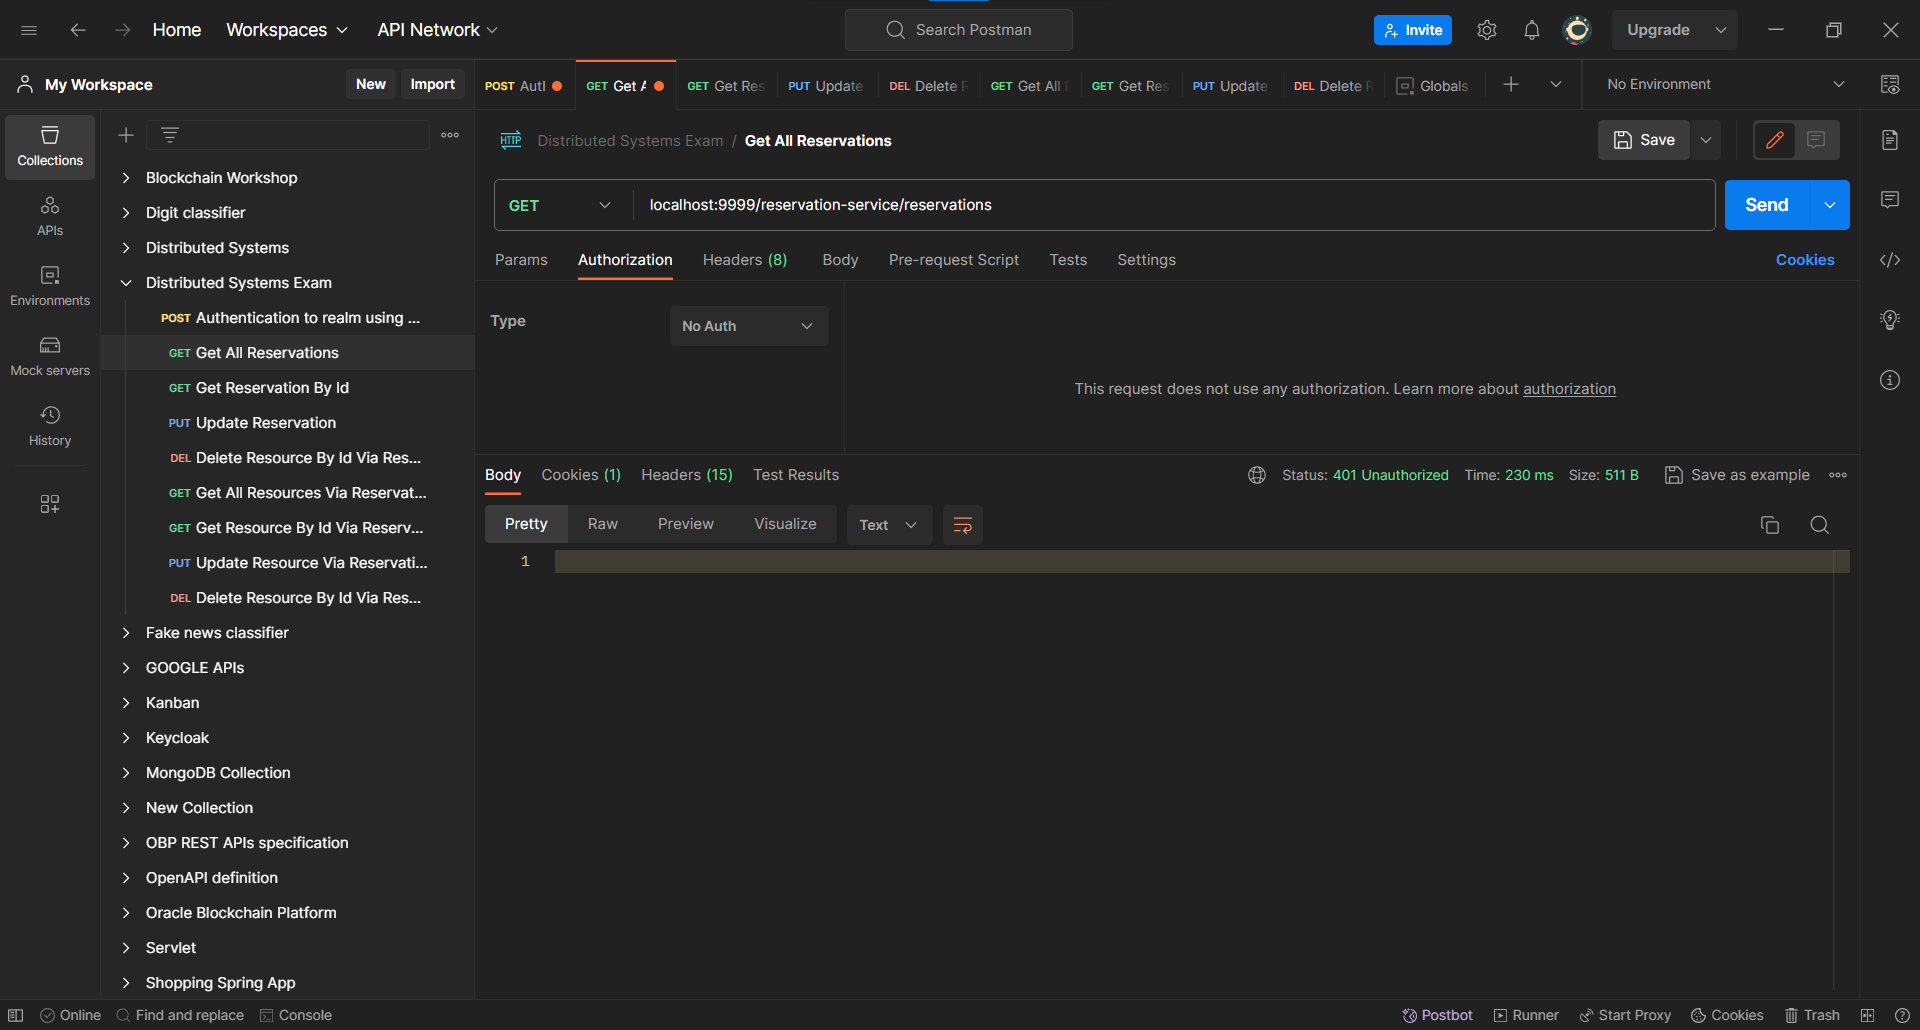 Home Workspaces API Network Search Postman Invite Upgrade
My Workspace New Import
POST Auth GET Get A GET Get Res PUT Update DEL Delete R GET Get All GET Get Res PUT Update DEL Delete R Globals No Environment
Collections
APIs
Environments
Mock servers
History
Blockchain Workshop
Digit classifier
Distributed Systems
Distributed Systems Exam
POST Authentication to realm using ...
GET Get All Reservations
GET Get Reservation By Id
PUT Update Reservation
DEL Delete Resource By Id Via Res...
GET Get All Resources Via Reservat...
GET Get Resource By Id Via Reserv...
PUT Update Resource Via Reservati...
DEL Delete Resource By Id Via Res...
Fake news classifier
GOOGLE APIs
Kanban
Keycloak
MongoDB Collection
New Collection
OBP REST APIs specification
OpenAPI definition
Oracle Blockchain Platform
Servlet
Shopping Spring App
HTTP Distributed Systems Exam / Get All Reservations Save
GET localhost:9999/reservation-service/reservations Send
Params Authorization Headers (8) Body Pre-request Script Tests Settings Cookies
Type No Auth
This request does not use any authorization. Learn more about authorization
Body Cookies (1) Headers (15) Test Results Status: 401 Unauthorized Time: 230 ms Size: 511 B Save as example
Pretty Raw Preview Visualize Text
1
Online Find and replace Console Postbot Runner Start Proxy Cookies Trash